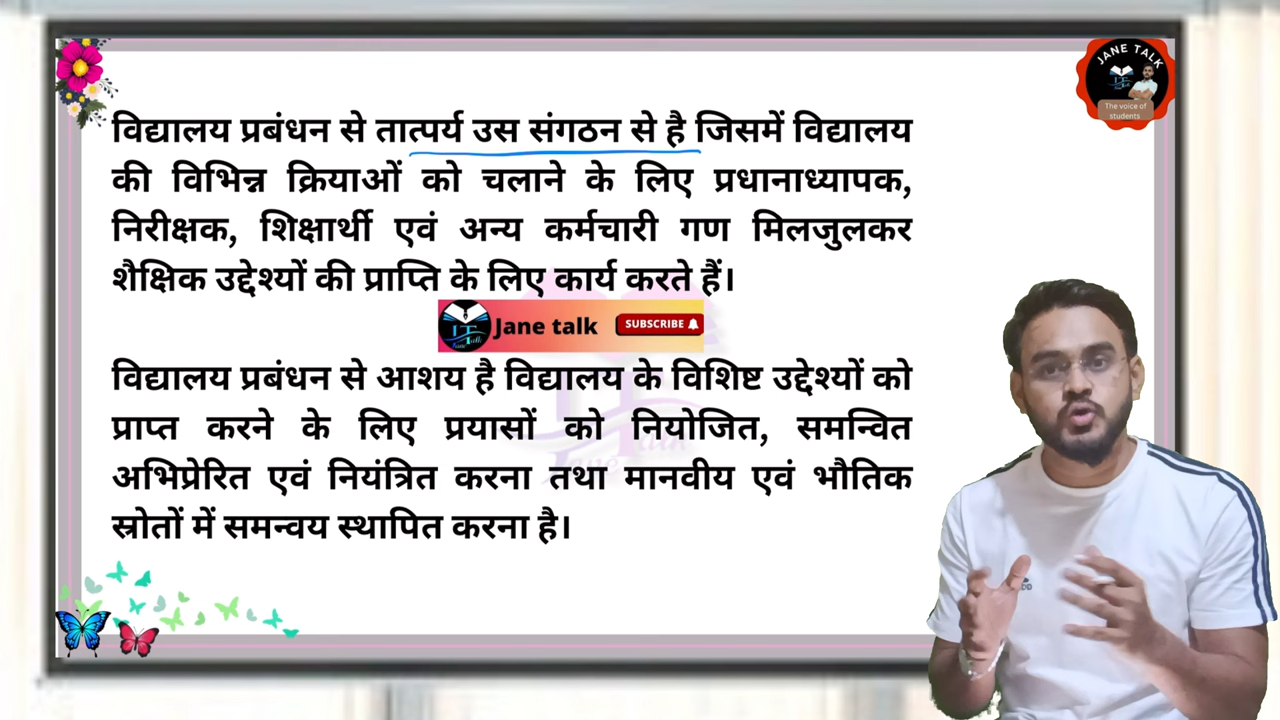 JANE TALK
The voice of
students
विद्यालय प्रबंधन से तात्पर्य उस संगठन से है जिसमें विद्यालय
की विभिन्न क्रियाओं को चलाने के लिए प्रधानाध्यापक,
निरीक्षक, शिक्षार्थी एवं अन्य कर्मचारी गण मिलजुलकर
शैक्षिक उद्देश्यों की प्राप्ति के लिए कार्य करते हैं।
Jane talk SUBSCRIBE
विद्यालय प्रबंधन से आशय है विद्यालय के विशिष्ट उद्देश्यों को
प्राप्त करने के लिए प्रयासों को नियोजित, समन्वित
अभिप्रेरित एवं नियंत्रित करना तथा मानवीय एवं भौतिक
स्रोतों में समन्वय स्थापित करना है।